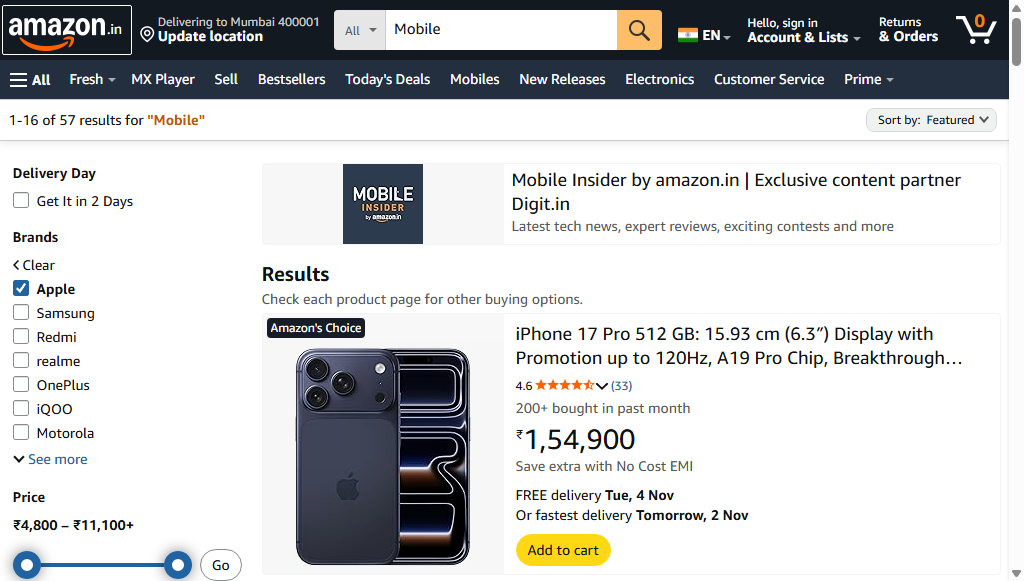 amazon.in
Delivering to Mumbai 400001
Update location
All
Mobile
EN
Hello, sign in
Account & Lists
Returns
& Orders
0
All
Fresh
MX Player
Sell
Bestsellers
Today's Deals
Mobiles
New Releases
Electronics
Customer Service
Prime
1-16 of 57 results for "Mobile"
Sort by: Featured
Delivery Day
Get It in 2 Days
Brands
Clear
Apple
Samsung
Redmi
realme
OnePlus
iQOO
Motorola
See more
Price
₹4,800 – ₹11,100+
Go
MOBILE
INSIDER
by amazon.in
Mobile Insider by amazon.in | Exclusive content partner
Digit.in
Latest tech news, expert reviews, exciting contests and more
Results
Check each product page for other buying options.
Amazon's Choice
iPhone 17 Pro 512 GB: 15.93 cm (6.3″) Display with
Promotion up to 120Hz, A19 Pro Chip, Breakthrough…
4.6 (33)
200+ bought in past month
₹1,54,900
Save extra with No Cost EMI
FREE delivery Tue, 4 Nov
Or fastest delivery Tomorrow, 2 Nov
Add to cart